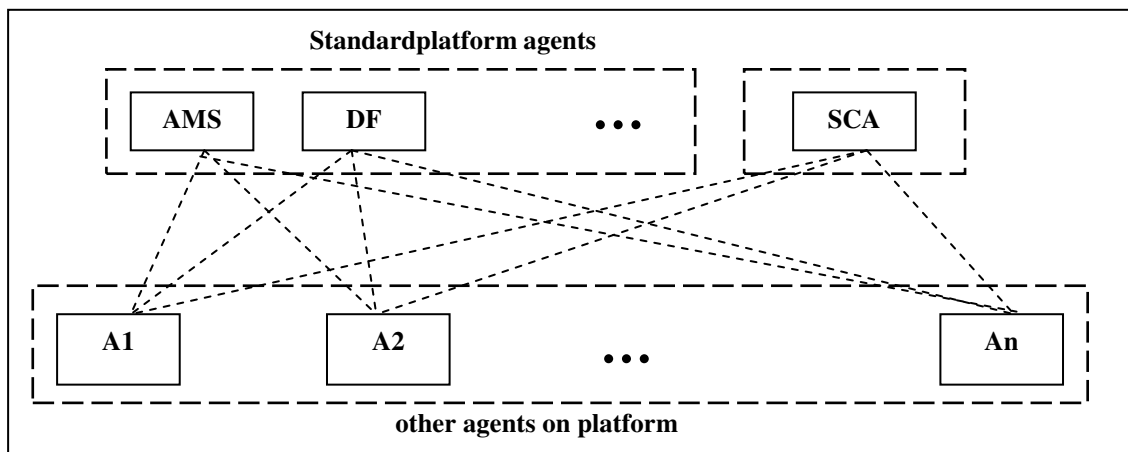 Standardplatform agents
AMS
DF
•••
SCA
A1
A2
•••
An
other agents on platform